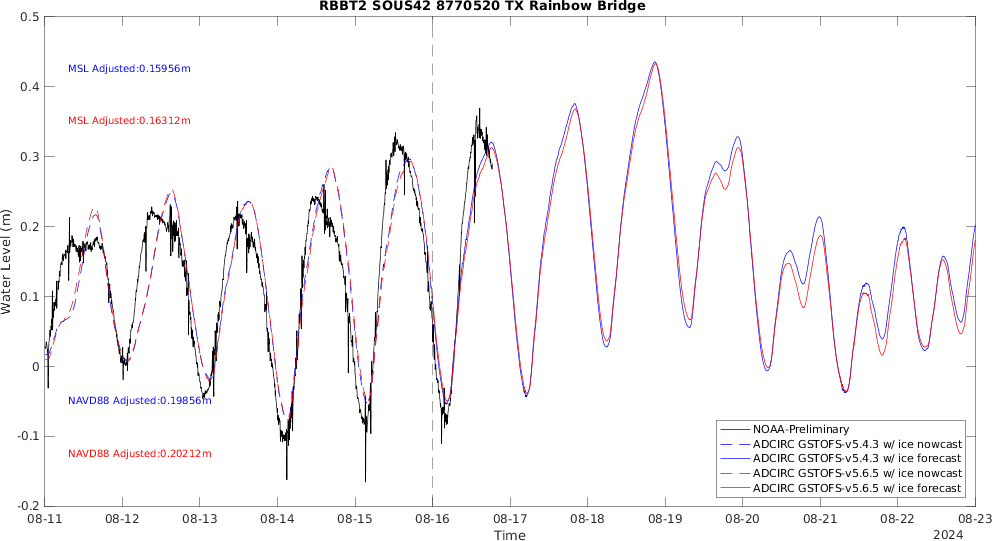 RBBT2 SOUS42 8770520 TX Rainbow Bridge
0.5
0.4
0.3
0.2
0.1
0
-0.1
-0.2
Water Level (m)
MSL Adjusted:0.15956m
MSL Adjusted:0.16312m
NAVD88 Adjusted:0.19856m
NAVD88 Adjusted:0.20212m
NOAA-Preliminary
ADCIRC GSTOFS-v5.4.3 w/ ice nowcast
ADCIRC GSTOFS-v5.4.3 w/ ice forecast
ADCIRC GSTOFS-v5.6.5 w/ ice nowcast
ADCIRC GSTOFS-v5.6.5 w/ ice forecast
08-11 08-12 08-13 08-14 08-15 08-16 08-17 08-18 08-19 08-20 08-21 08-22 08-23
Time
2024